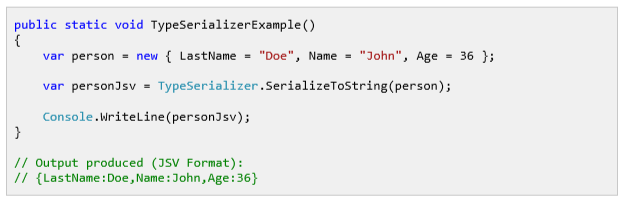 public static void TypeSerializerExample()
{
    var person = new { LastName = "Doe", Name = "John", Age = 36 };
    var personJsv = TypeSerializer.SerializeToString(person);
    Console.WriteLine(personJsv);
}
// Output produced (JSV Format):
// {LastName:Doe,Name:John,Age:36}